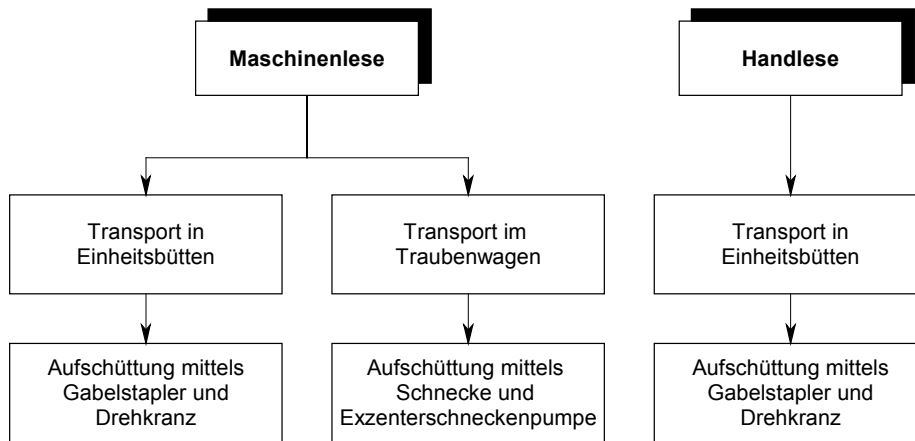 Maschinenlese
Handlese
Transport in
Einheitsbütten
Transport im
Traubenwagen
Transport in
Einheitsbütten
Aufschüttung mittels
Gabelstapler und
Drehkranz
Aufschüttung mittels
Schnecke und
Exzenterschneckenpumpe
Aufschüttung mittels
Gabelstapler und
Drehkranz